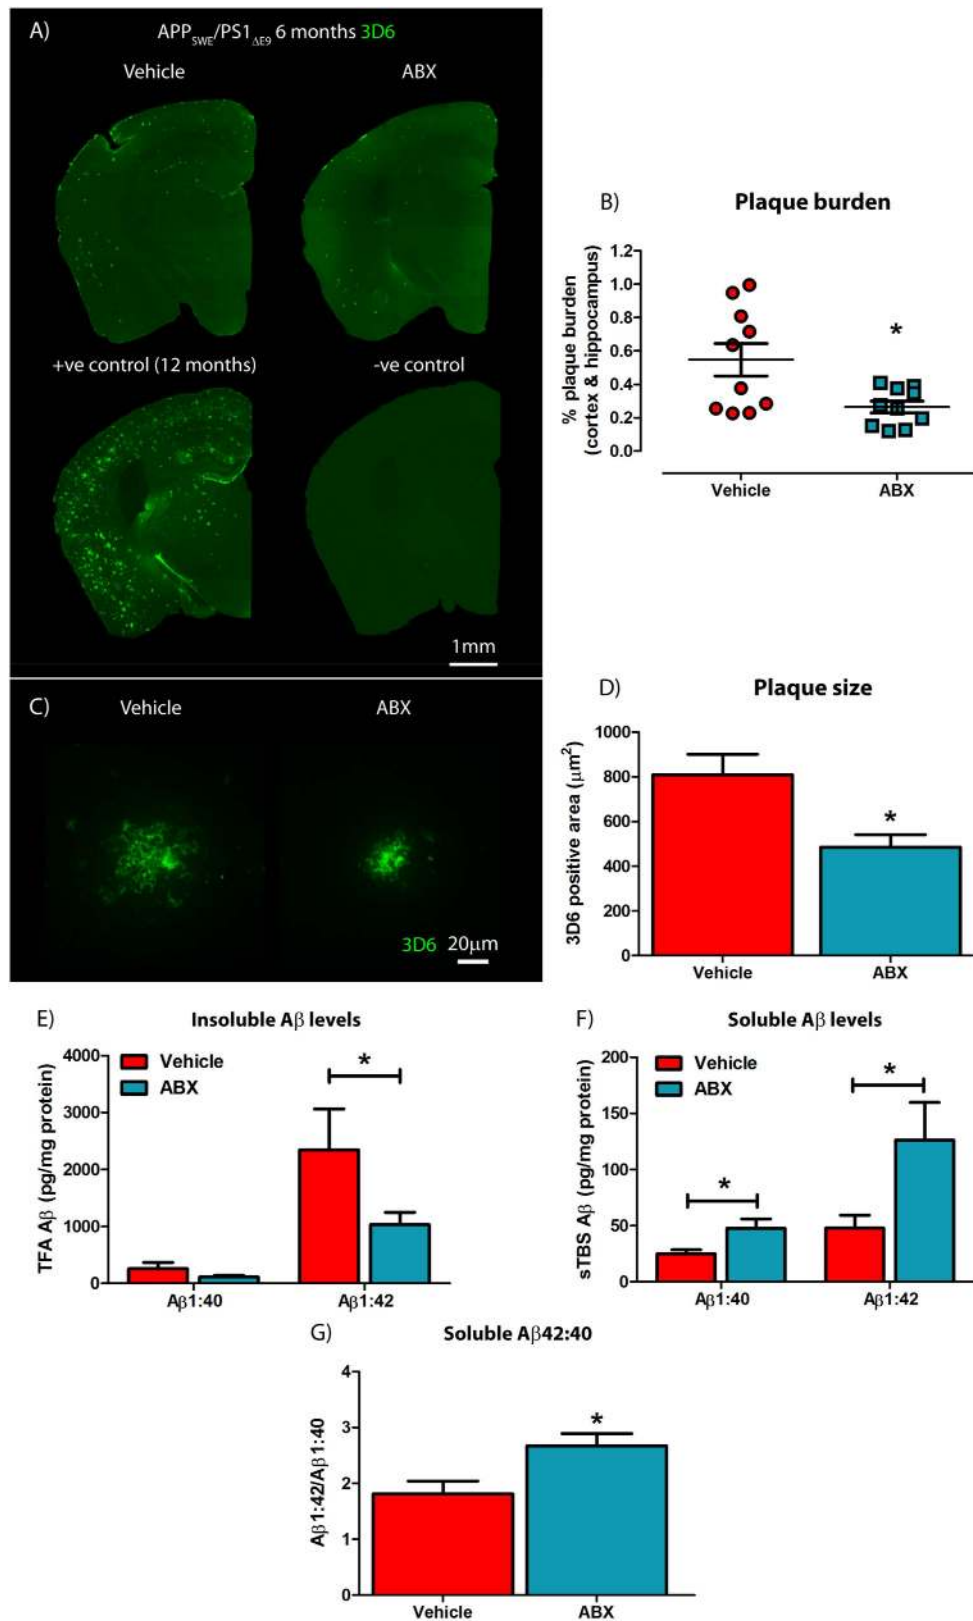 A)
APPSWE/PS1ΔE9 6 months 3D6
Vehicle
ABX
+ve control (12 months)
-ve control
1mm
B)
Plaque burden
% plaque burden
(cortex & hippocampus)
1.2
1.0
0.8
0.6
0.4
0.2
0.0
*
Vehicle
ABX
C)
Vehicle
ABX
3D6
20μm
D)
Plaque size
3D6 positive area (μm²)
1000
800
600
400
200
0
*
Vehicle
ABX
E)
Insoluble Aβ levels
TFA Aβ (pg/mg protein)
4000
3000
2000
1000
0
Vehicle
ABX
*
Aβ1:40
Aβ1:42
F)
Soluble Aβ levels
sTBS Aβ (pg/mg protein)
200
150
100
50
0
Vehicle
ABX
*
*
Aβ1:40
Aβ1:42
G)
Soluble Aβ42:40
Aβ1:42/Aβ1:40
4
3
2
1
0
*
Vehicle
ABX